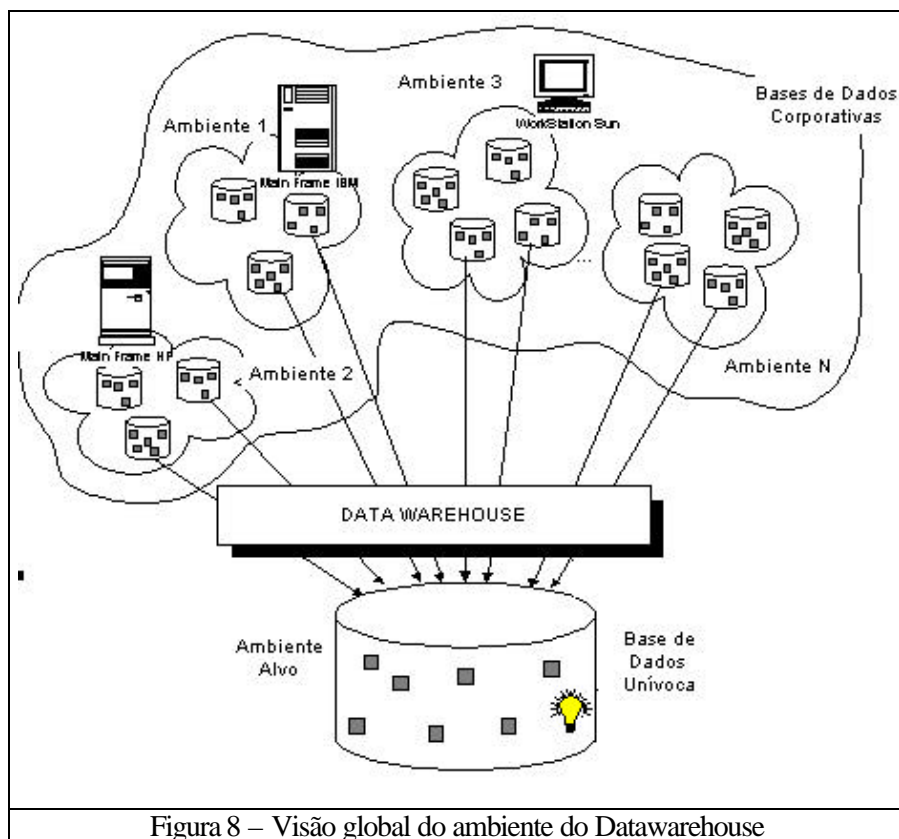 Ambiente 3
Bases de Dados
Corporativas
WorkStation Sun
Ambiente 1
Main Frame IBM
...
Main Frame HP
Ambiente 2
Ambiente N
DATA WAREHOUSE
Ambiente
Alvo
Base de
Dados
Unívoca
Figura 8 – Visão global do ambiente do Datawarehouse